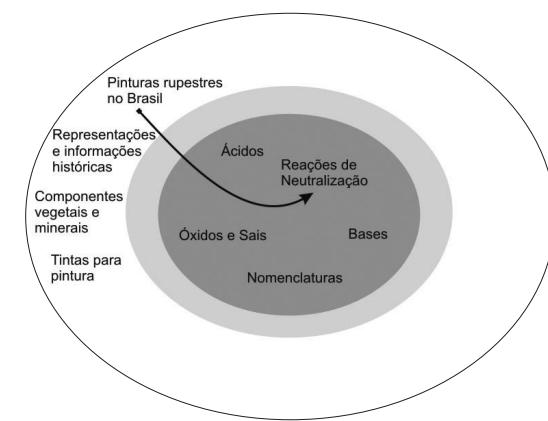 Pinturas rupestres
no Brasil
Representações
e informações
históricas
Ácidos
Reações de
Neutralização
Componentes
vegetais e
minerais
Óxidos e Sais
Bases
Tintas para
pintura
Nomenclaturas